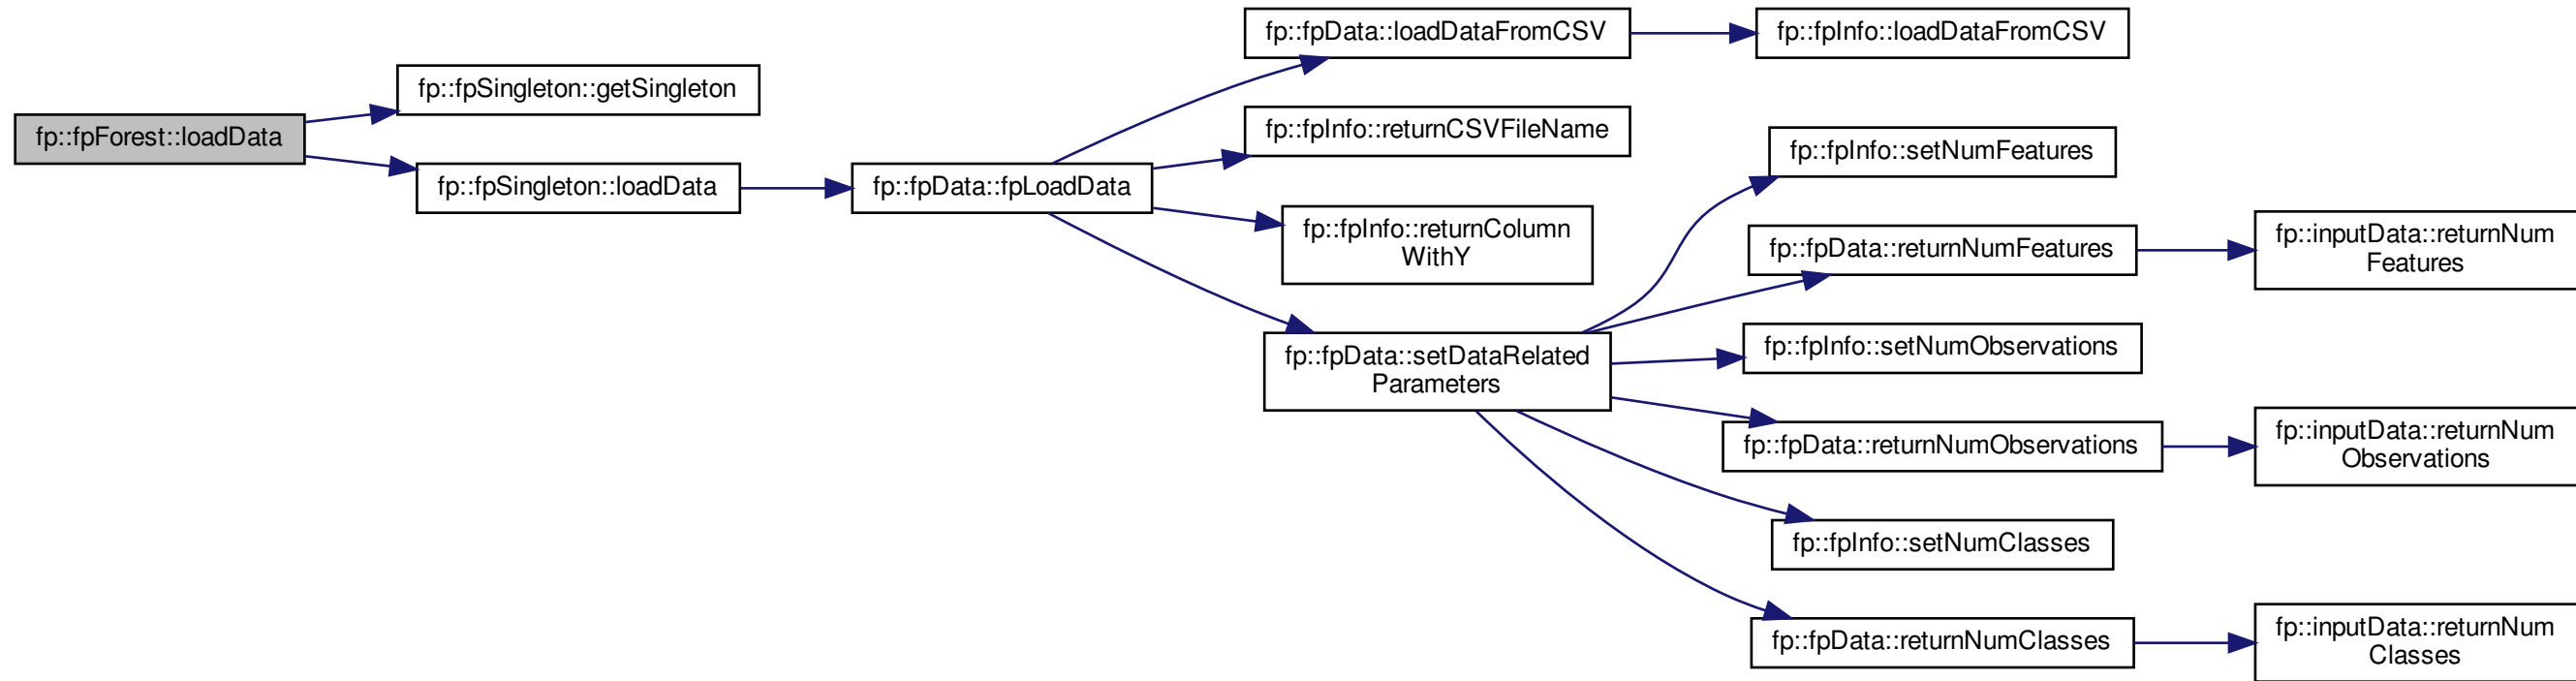 fp::fpForest::loadData
fp::fpSingleton::getSingleton
fp::fpSingleton::loadData
fp::fpData::fpLoadData
fp::fpData::loadDataFromCSV
fp::fpInfo::loadDataFromCSV
fp::fpInfo::returnCSVFileName
fp::fpInfo::returnColumn
WithY
fp::fpData::setDataRelated
Parameters
fp::fpInfo::setNumFeatures
fp::fpData::returnNumFeatures
fp::inputData::returnNum
Features
fp::fpInfo::setNumObservations
fp::fpData::returnNumObservations
fp::inputData::returnNum
Observations
fp::fpInfo::setNumClasses
fp::fpData::returnNumClasses
fp::inputData::returnNum
Classes